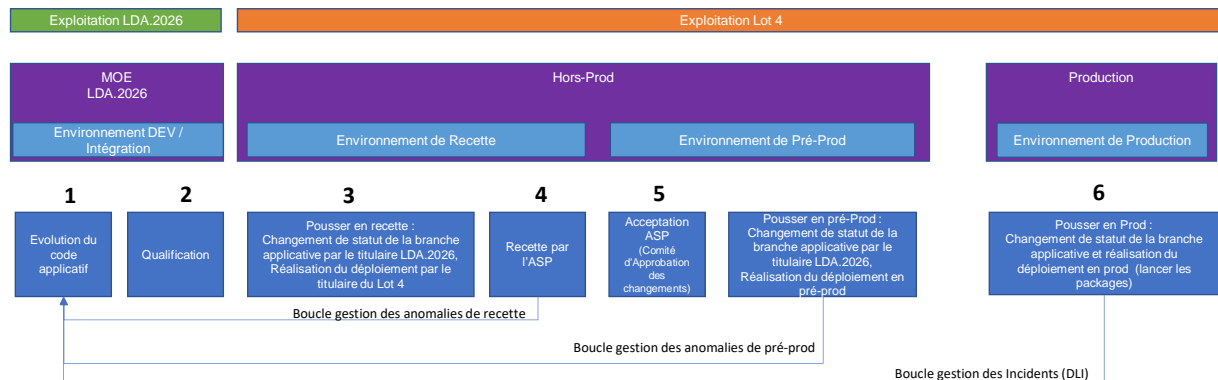 Exploitation LDA.2026
Exploitation Lot 4
MOE
LDA.2026
Hors-Prod
Production
Environnement DEV /
Intégration
Environnement de Recette
Environnement de Pré-Prod
Environnement de Production
1
2
3
4
5
6
Evolution du
code
applicatif
Qualification
Pousser en recette :
Changement de statut de la branche
applicative par le titulaire LDA.2026,
Réalisation du déploiement par le
titulaire du Lot 4
Recette par
l'ASP
Acceptation
ASP
(Comité
d'Approbation
des
changements)
Pousser en pré-Prod :
Changement de statut de la
branche applicative par le
titulaire LDA.2026,
Réalisation du déploiement en
pré-prod
Pousser en Prod :
Changement de statut de la branche
applicative et réalisation du
déploiement en prod (lancer les
packages)
Boucle gestion des anomalies de recette
Boucle gestion des anomalies de pré-prod
Boucle gestion des Incidents (DLI)